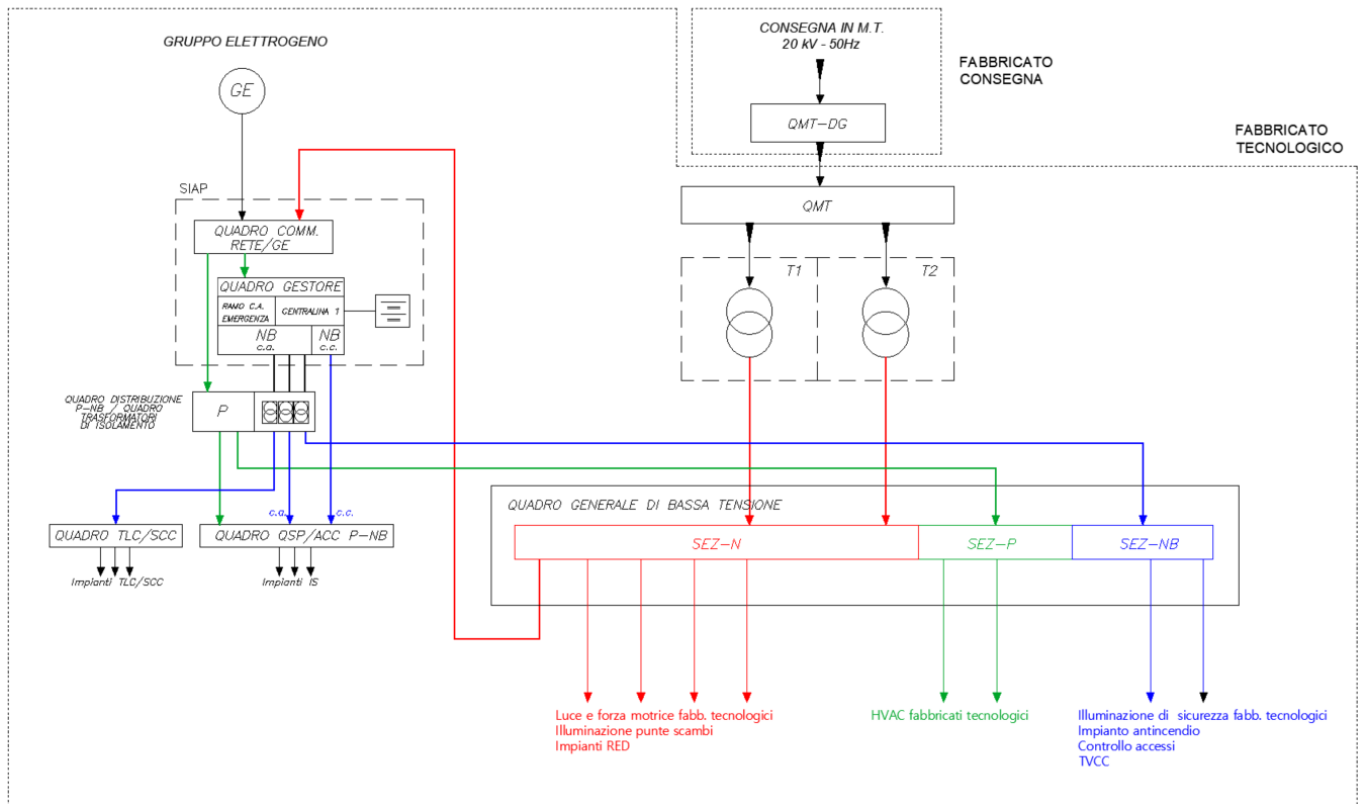 GRUPPO ELETTROGENO
CONSEGNA IN M.T.
20 kV - 50Hz
FABBRICATO
CONSEGNA
GE
QMT-DG
FABBRICATO
TECNOLOGICO
SIAP
QMT
QUADRO COMM.
RETE/GE
T1
T2
QUADRO GESTORE
RAMO C.A.
EMERGENZA
CENTRALINA 1
NB
c.a.
NB
c.c.
QUADRO DISTRIBUZIONE
P-NB / QUADRO
TRASFORMATORI
DI ISOLAMENTO
P
QUADRO GENERALE DI BASSA TENSIONE
c.a.
c.c.
QUADRO TLC/SCC
QUADRO QSP/ACC P-NB
SEZ-N
SEZ-P
SEZ-NB
Impianti TLC/SCC
Impianti IS
Luce e forza motrice fabb. tecnologici
Illuminazione punte scambi
Impianti RED
HVAC fabbricati tecnologici
Illuminazione di sicurezza fabb. tecnologici
Impianto antincendio
Controllo accessi
TVCC